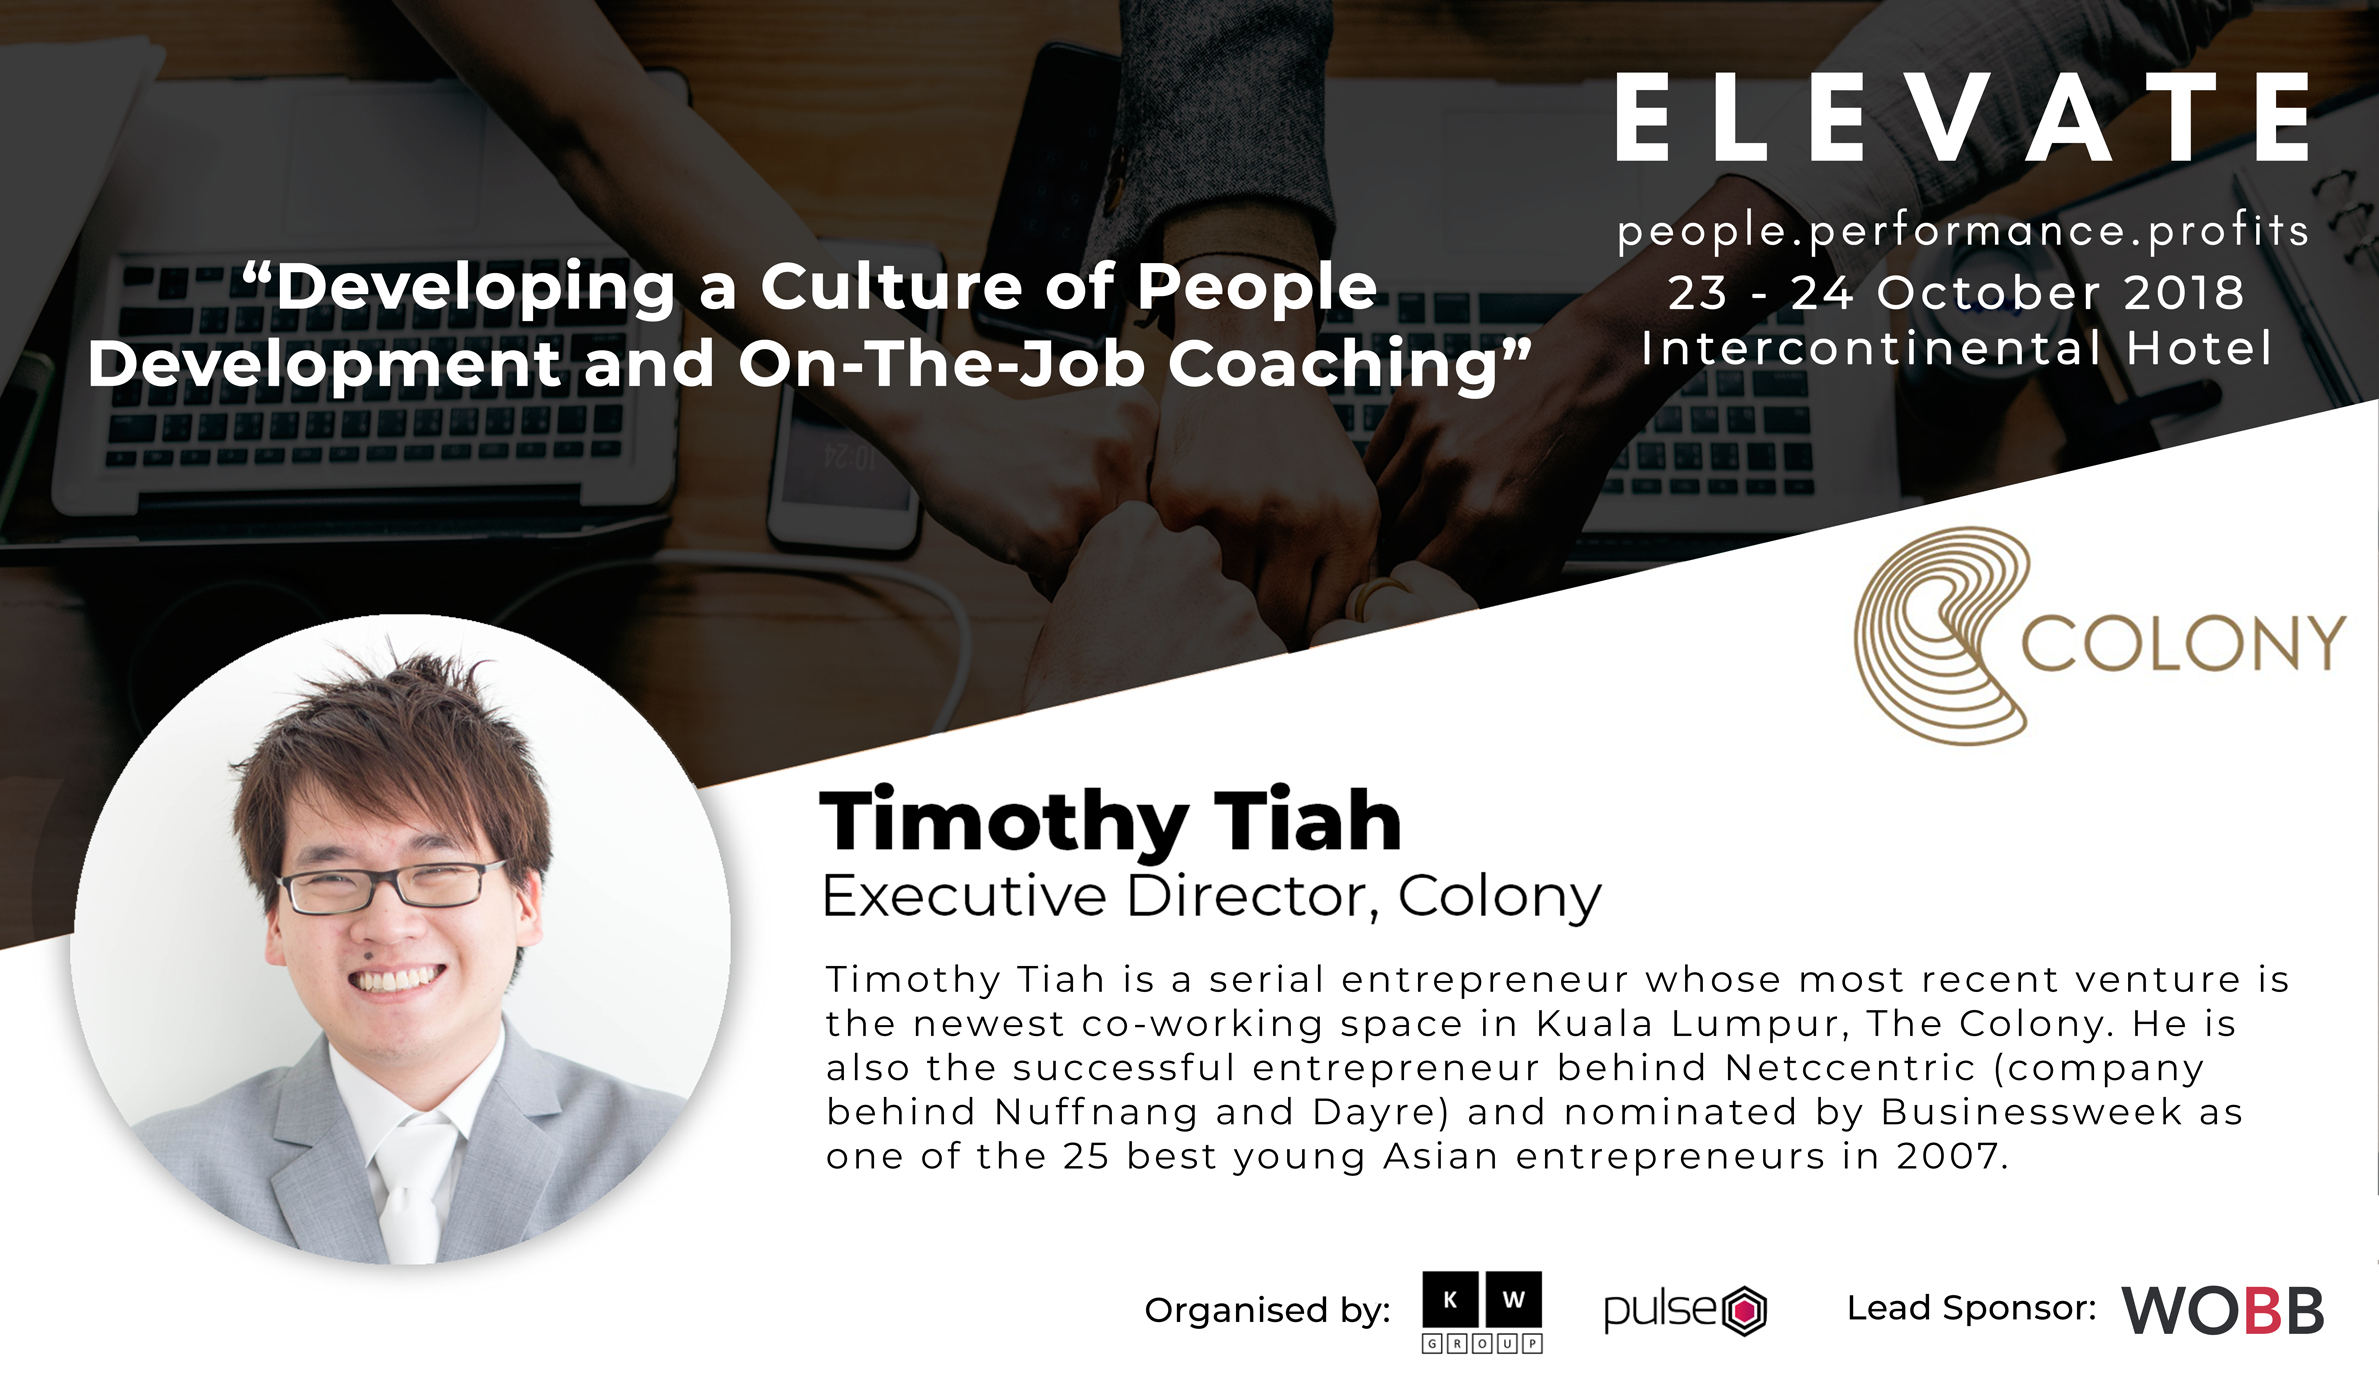 ELEVATE
people.performance.profits
23 - 24 October 2018
Intercontinental Hotel
“Developing a Culture of People
Development and On-The-Job Coaching”
10:24
COLONY
Timothy Tiah
Executive Director, Colony
Timothy Tiah is a serial entrepreneur whose most recent venture is
the newest co-working space in Kuala Lumpur, The Colony. He is
also the successful entrepreneur behind Netccentric (company
behind Nuffnang and Dayre) and nominated by Businessweek as
one of the 25 best young Asian entrepreneurs in 2007.
Organised by:
K W
GROUP
pulse
Lead Sponsor:
WOBB